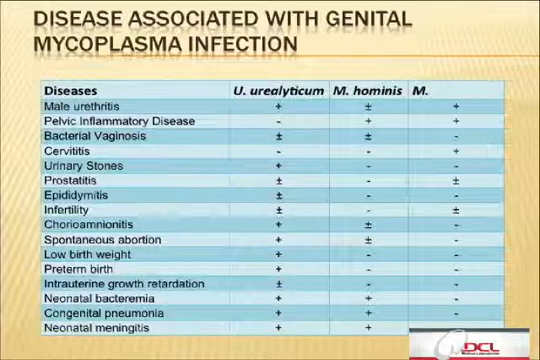 DISEASE ASSOCIATED WITH GENITAL
MYCOPLASMA INFECTION
Diseases U. urealyticum M. hominis M.
Male urethritis + ± +
Pelvic Inflammatory Disease - + +
Bacterial Vaginosis ± ± -
Cervititis - - +
Urinary Stones + - -
Prostatitis ± - ±
Epididymitis ± - -
Infertility ± - ±
Chorioamnionitis + ± -
Spontaneous abortion + ± -
Low birth weight + - -
Preterm birth + - -
Intrauterine growth retardation ± - -
Neonatal bacteremia + + -
Congenital pneumonia + + -
Neonatal meningitis + +
DCL